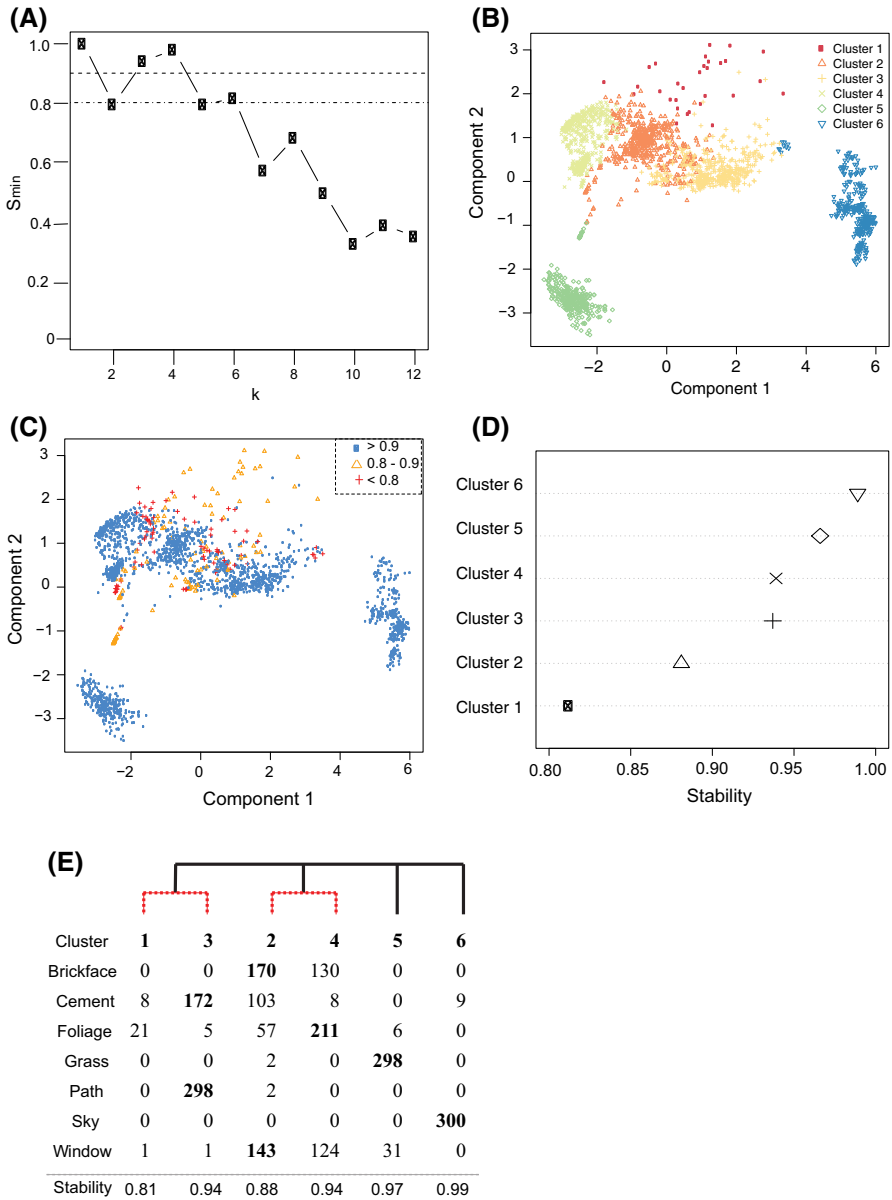 (A)
1.0
0.8
0.6
0.4
0.2
0
Smin
2 4 6 8 10 12
k
(B)
3
2
1
0
−1
−2
−3
Component 2
Cluster 1
Cluster 2
Cluster 3
Cluster 4
Cluster 5
Cluster 6
−2 0 2 4 6
Component 1
(C)
3
2
1
0
−1
−2
−3
Component 2
> 0.9
0.8 - 0.9
< 0.8
−2 0 2 4 6
Component 1
(D)
Cluster 6
Cluster 5
Cluster 4
Cluster 3
Cluster 2
Cluster 1
0.80 0.85 0.90 0.95 1.00
Stability
(E)
Cluster 1 3 2 4 5 6
Brickface 0 0 170 130 0 0
Cement 8 172 103 8 0 9
Foliage 21 5 57 211 6 0
Grass 0 0 2 0 298 0
Path 0 298 2 0 0 0
Sky 0 0 0 0 0 300
Window 1 1 143 124 31 0
Stability 0.81 0.94 0.88 0.94 0.97 0.99